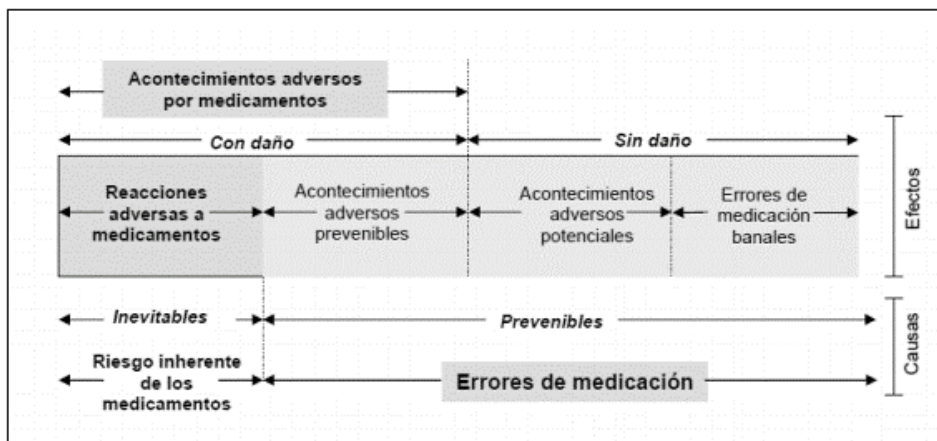 Acontecimientos adversos
por medicamentos
Con daño
Sin daño
Reacciones
adversas a
medicamentos
Acontecimientos
adversos
prevenibles
Acontecimientos
adversos
potenciales
Errores de
medicación
banales
Efectos
Inevitables
Prevenibles
Riesgo inherente
de los
medicamentos
Errores de medicación
Causas